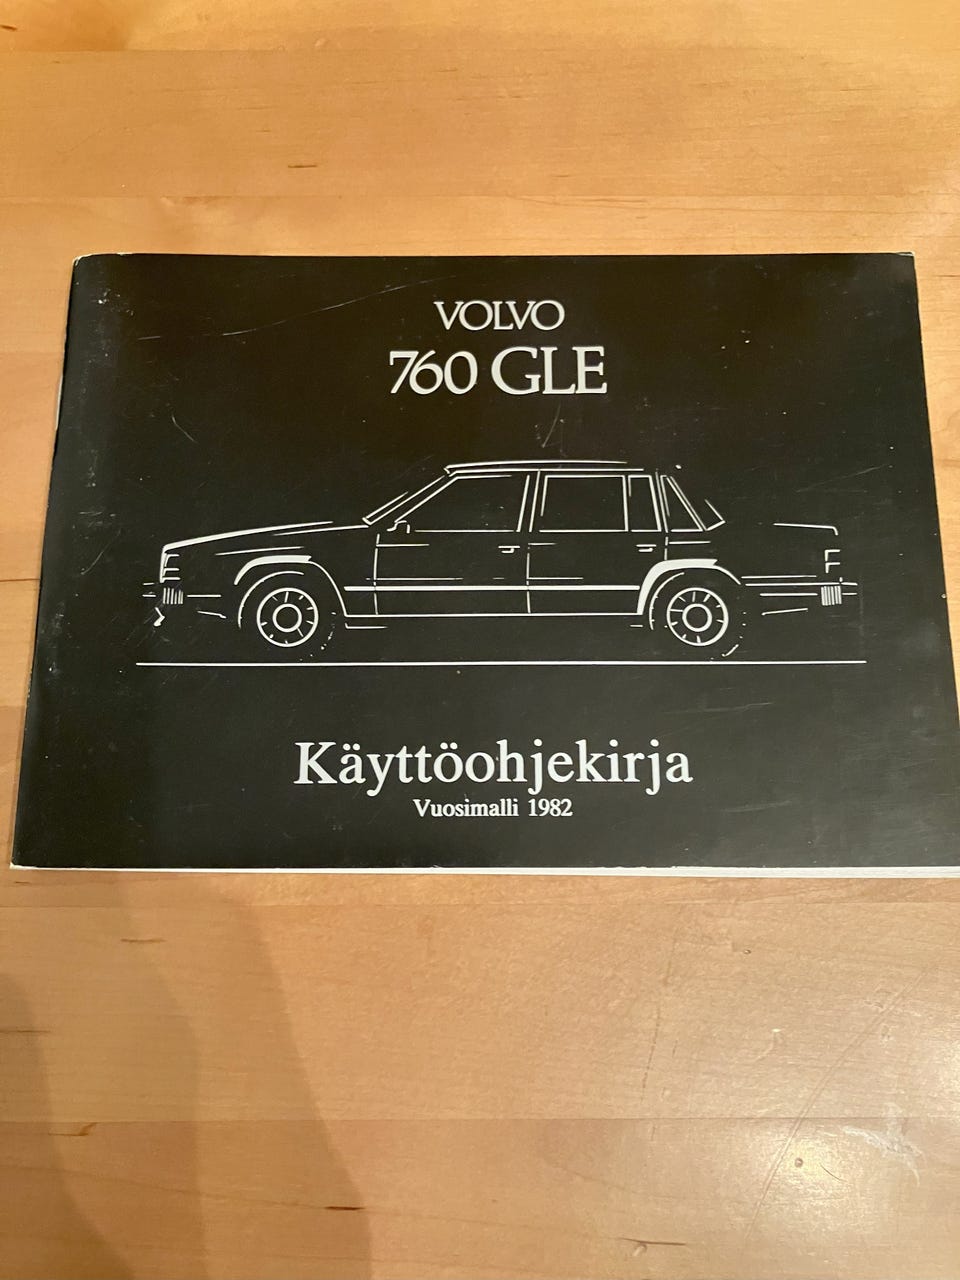 VOLVO
760 GLE
Käyttöohjekirja
Vuosimalli 1982